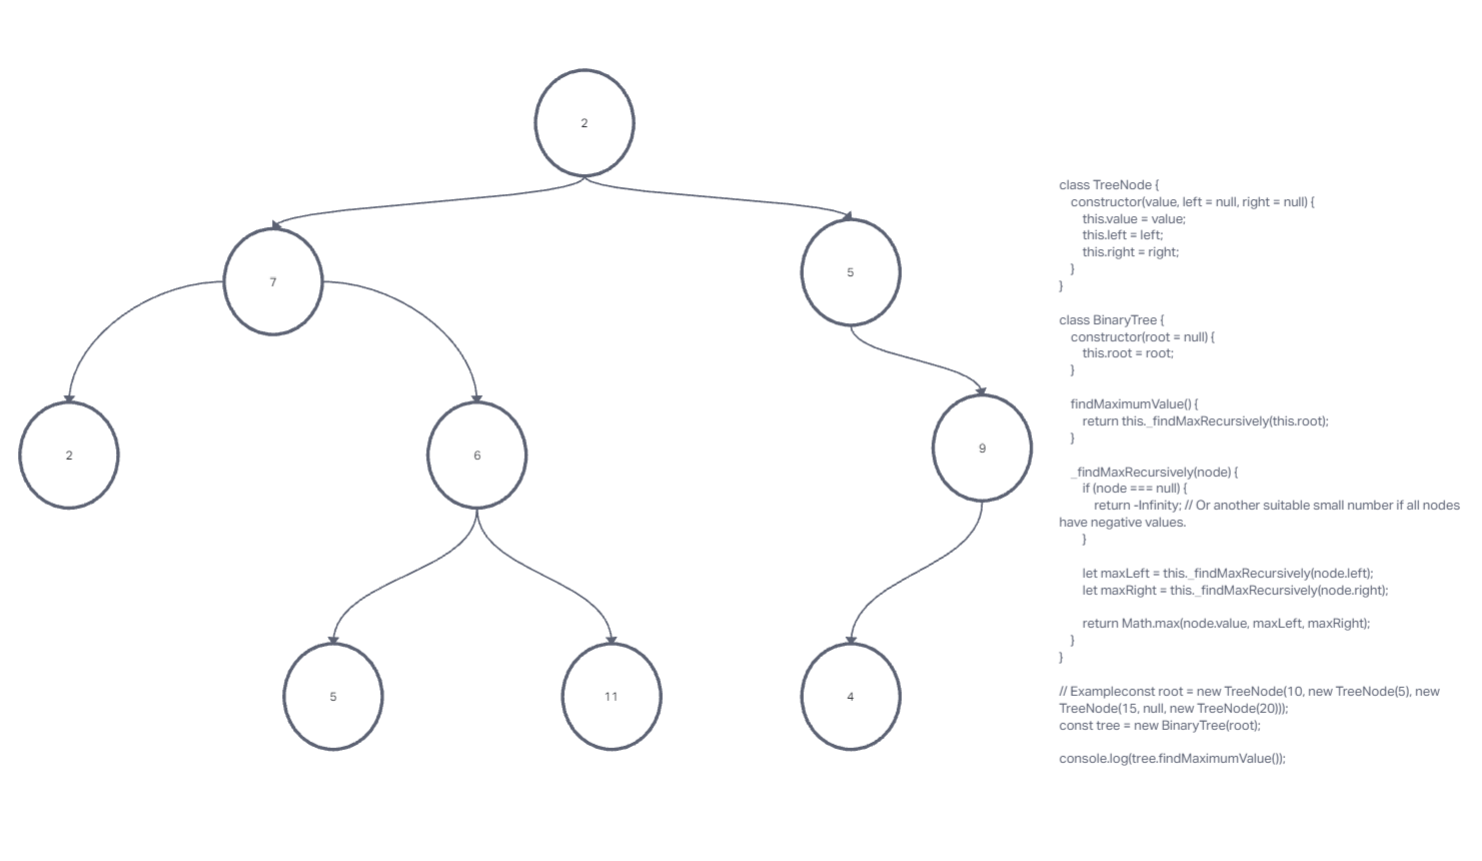 2
7
5
2
6
9
5
11
4
class TreeNode {
constructor(value, left = null, right = null) {
this.value = value;
this.left = left;
this.right = right;
}
}
class BinaryTree {
constructor(root = null) {
this.root = root;
}
findMaximumValue() {
return this._findMaxRecursively(this.root);
}
_findMaxRecursively(node) {
if (node === null) {
return -Infinity; // Or another suitable small number if all nodes
have negative values.
}
let maxLeft = this._findMaxRecursively(node.left);
let maxRight = this._findMaxRecursively(node.right);
return Math.max(node.value, maxLeft, maxRight);
}
}
// Exampleconst root = new TreeNode(10, new TreeNode(5), new
TreeNode(15, null, new TreeNode(20)));
const tree = new BinaryTree(root);
console.log(tree.findMaximumValue());